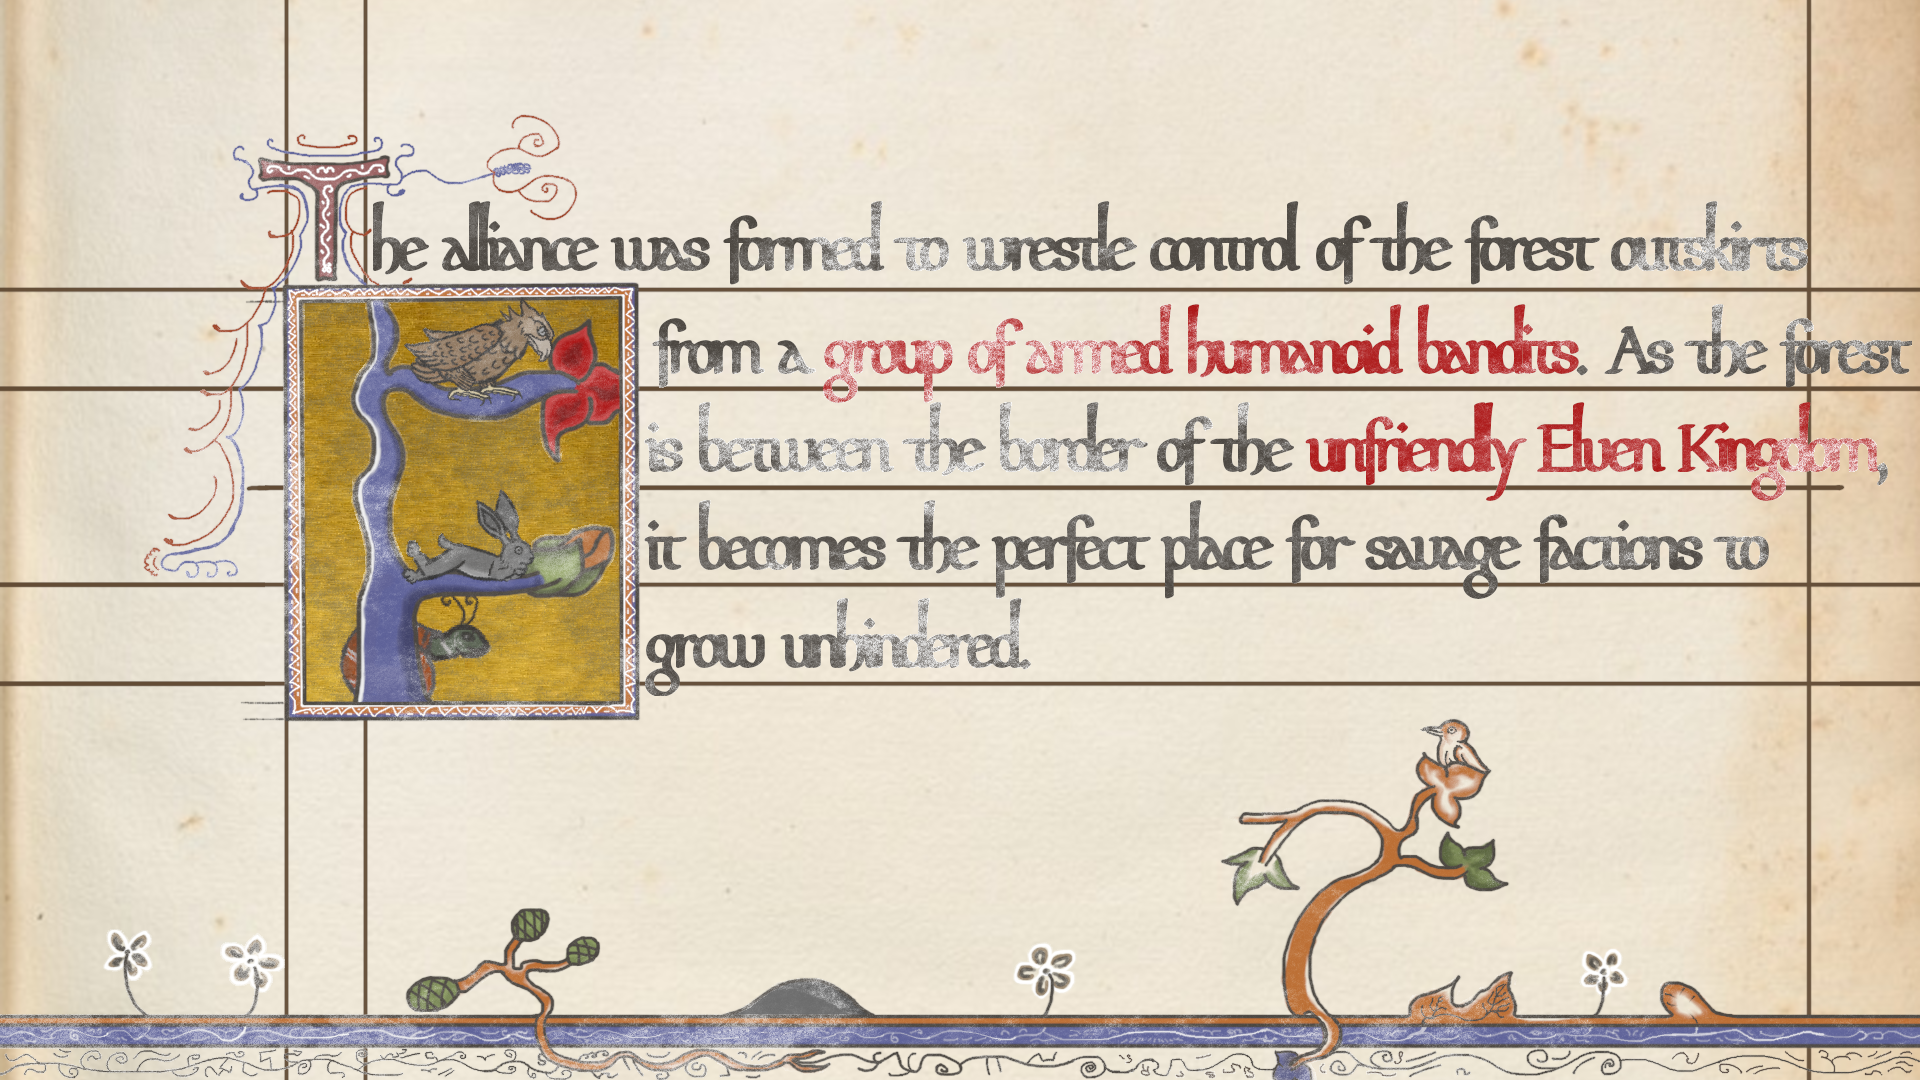 The alliance was formed to wrestle control of the forest outskirts
from a group of armed humanoid bandits. As the forest
is between the border of the unfriendly Elven Kingdom,
it becomes the perfect place for savage factions to
grow unhindered.